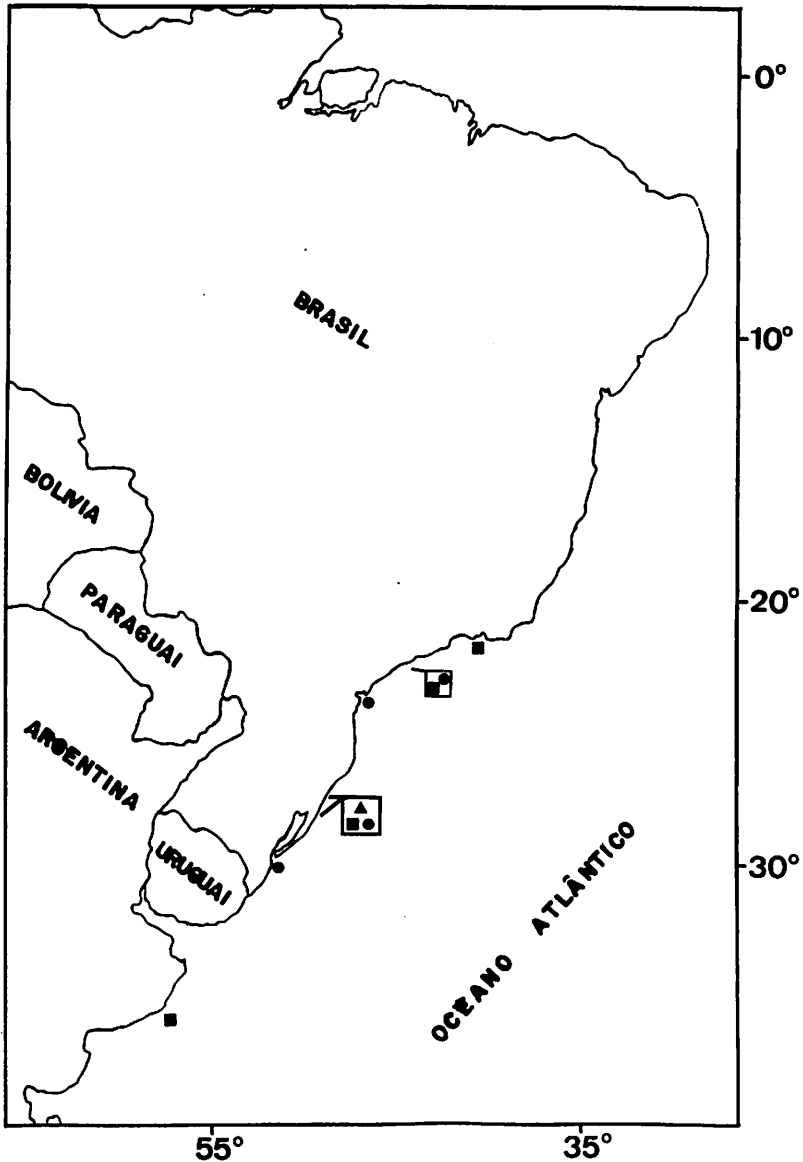 0°
BRASIL
10°
BOLIVIA
20°
PARAGUAI
ARGENTINA
URUGUAI
30°
OCEANO ATLÂNTICO
55°
35°